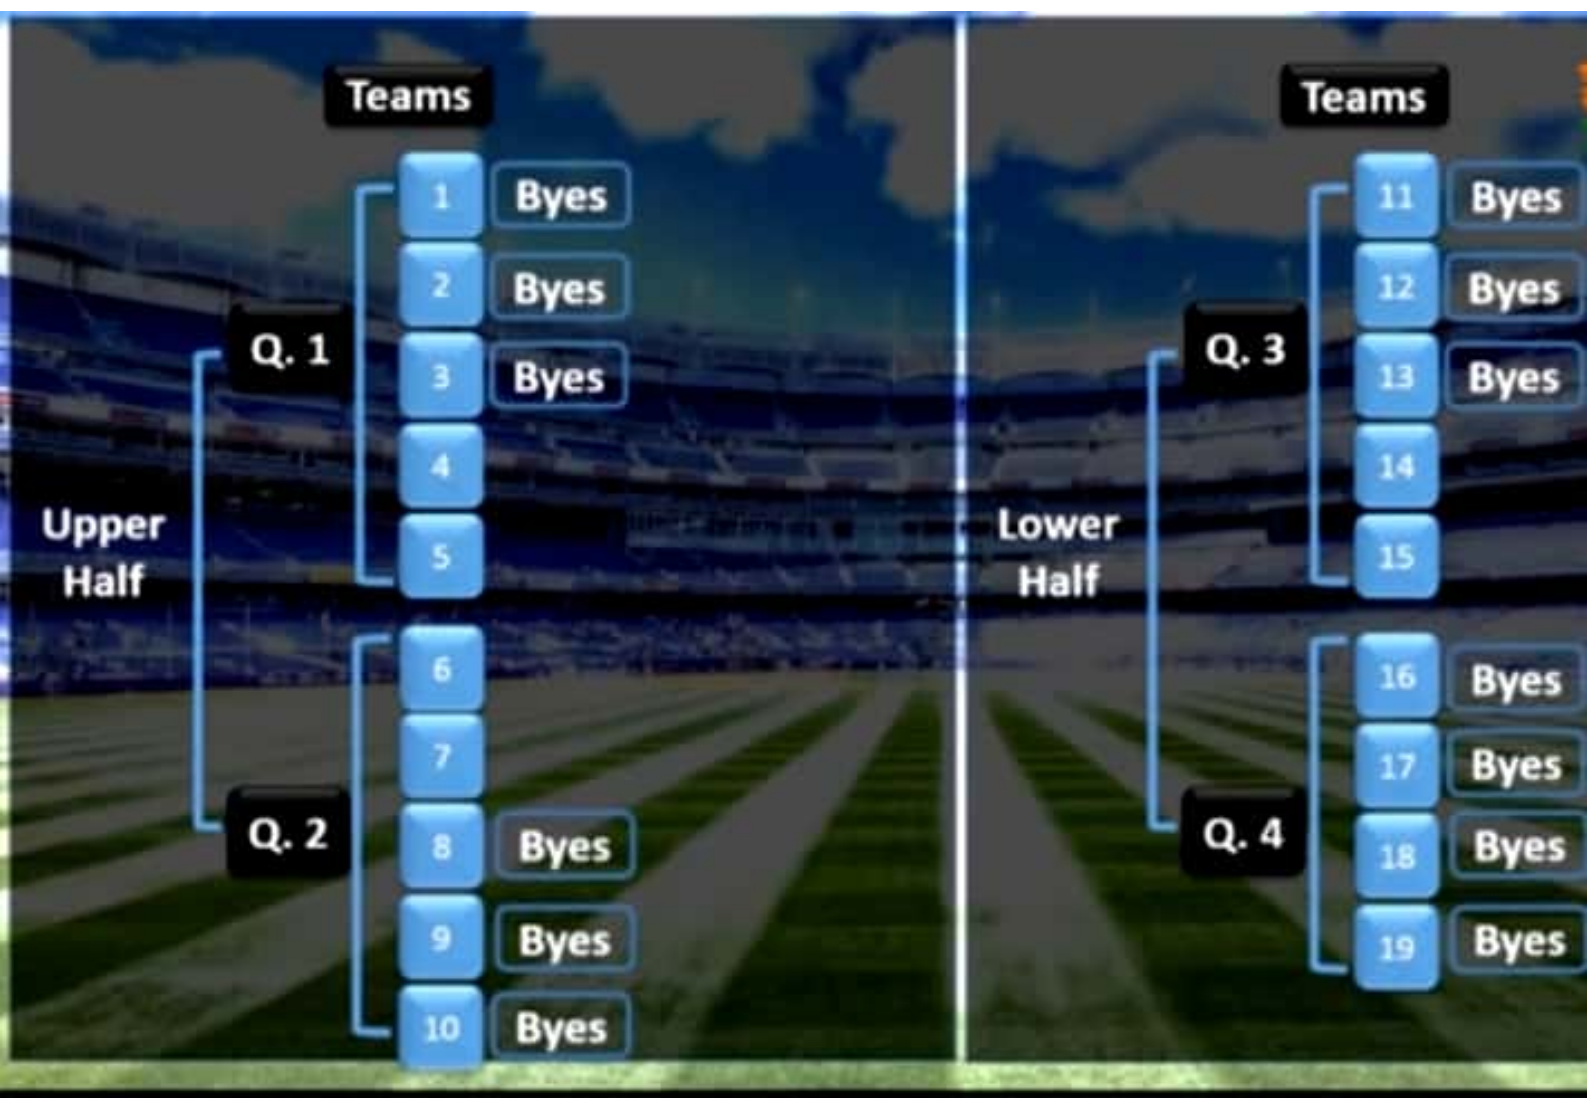 Teams
1 Byes
2 Byes
3 Byes
Q. 1
4
5
Upper
Half
6
7
Q. 2
8 Byes
9 Byes
10 Byes
Teams
11 Byes
12 Byes
13 Byes
Q. 3
14
15
Lower
Half
16 Byes
17 Byes
Q. 4
18 Byes
19 Byes